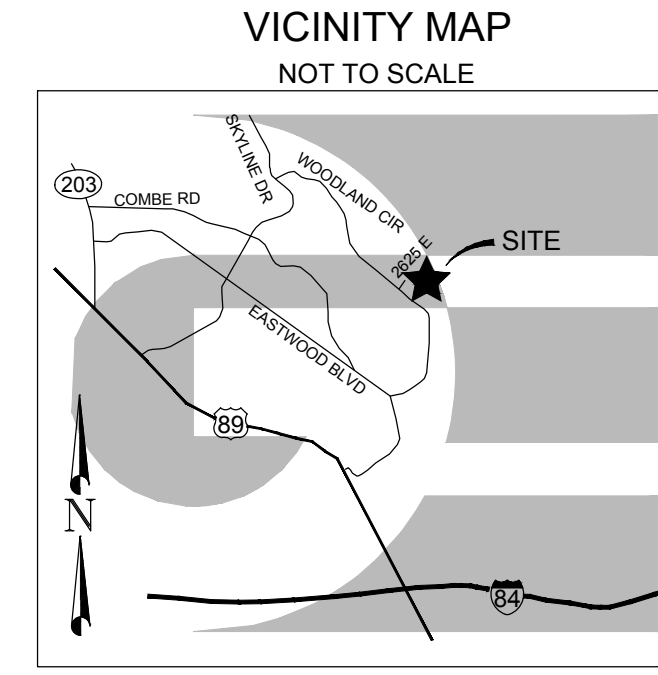 VICINITY MAP
NOT TO SCALE
SKYLINE DR
WOODLAND CIR
203
COMBE RD
2625 E
SITE
EASTWOOD BLVD
89
N
84